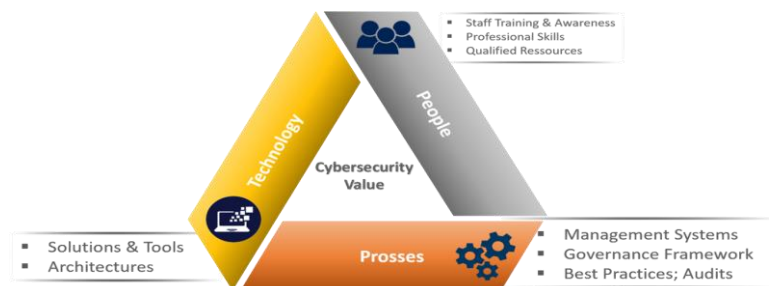 ▪ Staff Training & Awareness
▪ Professional Skills
▪ Qualified Ressources
People
Technology
Cybersecurity
Value
▪ Solutions & Tools
▪ Architectures
Prosses
▪ Management Systems
▪ Governance Framework
▪ Best Practices; Audits